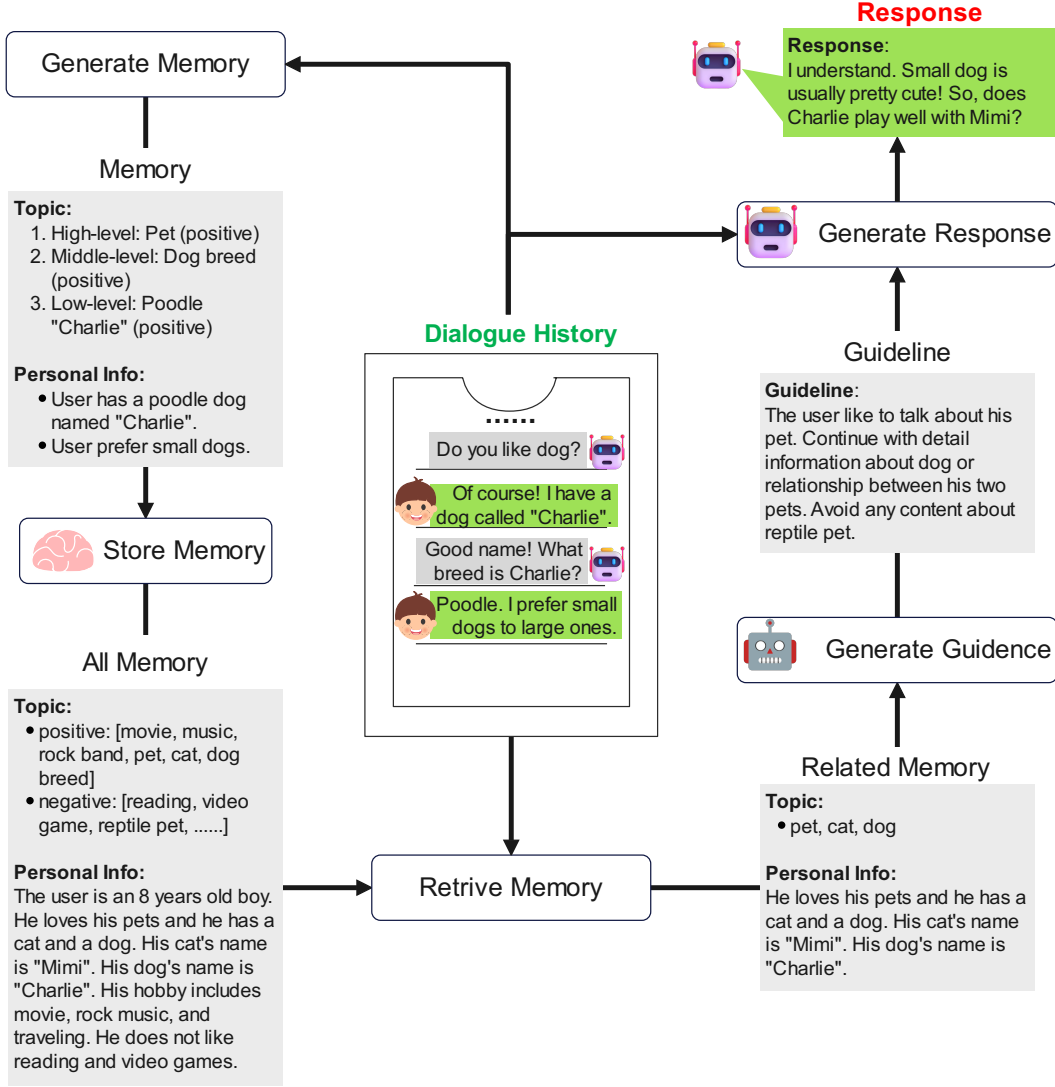 Generate Memory
Memory
Topic:
1. High-level: Pet (positive)
2. Middle-level: Dog breed
(positive)
3. Low-level: Poodle
"Charlie" (positive)
Personal Info:
• User has a poodle dog
named "Charlie".
• User prefer small dogs.
Store Memory
All Memory
Topic:
• positive: [movie, music,
rock band, pet, cat, dog
breed]
• negative: [reading, video
game, reptile pet, ......]
Personal Info:
The user is an 8 years old boy.
He loves his pets and he has a
cat and a dog. His cat's name
is "Mimi". His dog's name is
"Charlie". His hobby includes
movie, rock music, and
traveling. He does not like
reading and video games.
Dialogue History
......
Do you like dog?
Of course! I have a
dog called "Charlie".
Good name! What
breed is Charlie?
Poodle. I prefer small
dogs to large ones.
Retrive Memory
Related Memory
Topic:
• pet, cat, dog
Personal Info:
He loves his pets and he has a
cat and a dog. His cat's name
is "Mimi". His dog's name is
"Charlie".
Generate Guidence
Guideline
Guideline:
The user like to talk about his
pet. Continue with detail
information about dog or
relationship between his two
pets. Avoid any content about
reptile pet.
Generate Response
Response
Response:
I understand. Small dog is
usually pretty cute! So, does
Charlie play well with Mimi?